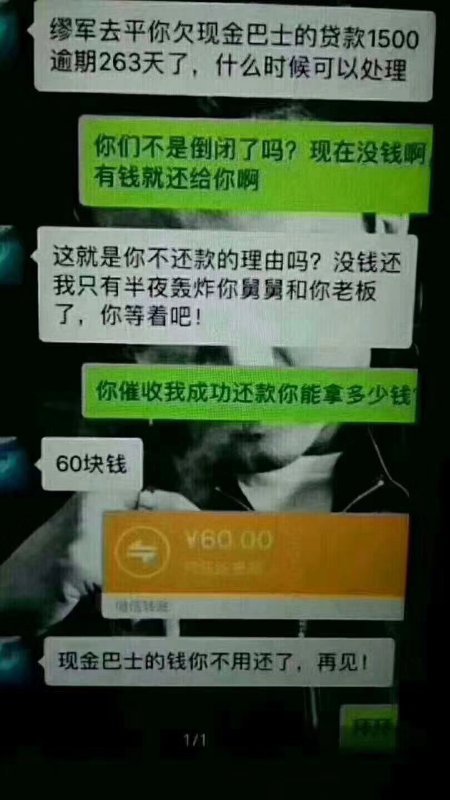 缪军去平你欠现金巴士的贷款1500
逾期263天了，什么时候可以处理
你们不是倒闭了吗？现在没钱啊
有钱就还给你啊
这就是你不还款的理由吗？没钱还
我只有半夜轰炸你舅舅和你老板
了，你等着吧！
你催收我成功还款你能拿多少钱？
60块钱
¥60.00
微信转账
现金巴士的钱你不用还了，再见！
1/1